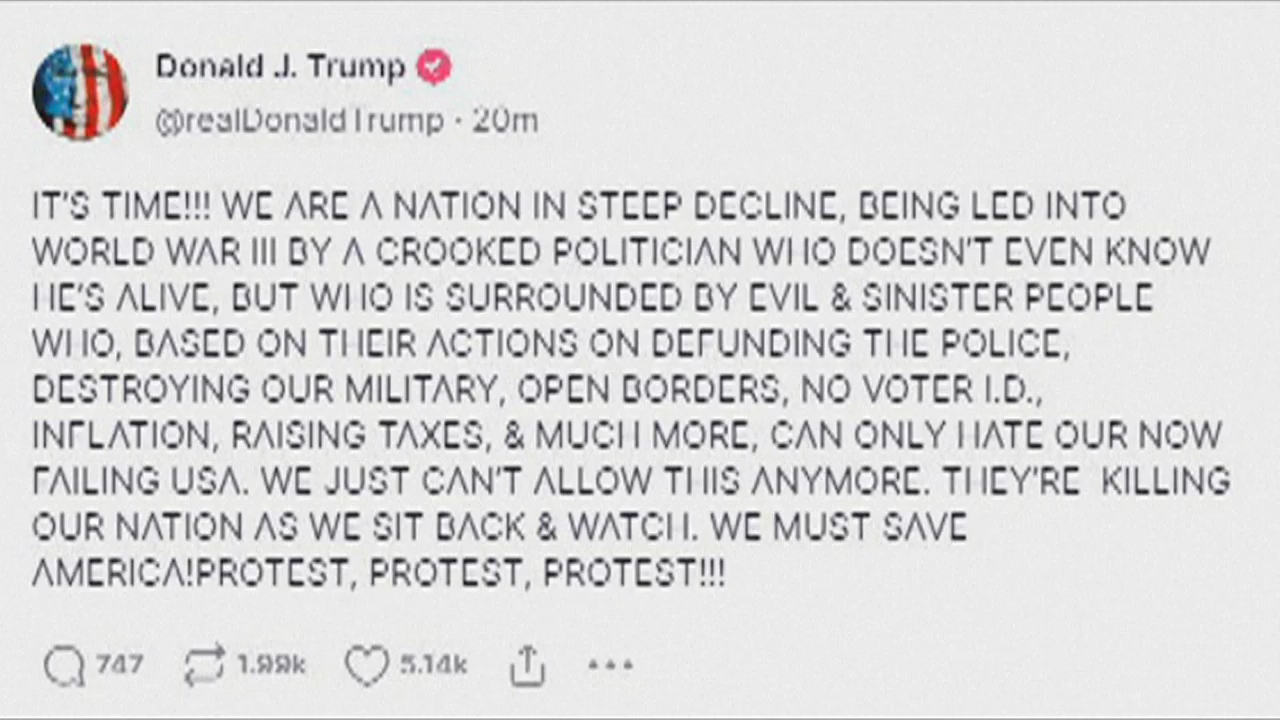 Donald J. Trump
@realDonaldTrump · 20m
IT'S TIME!!! WE ARE A NATION IN STEEP DECLINE, BEING LED INTO
WORLD WAR III BY A CROOKED POLITICIAN WHO DOESN'T EVEN KNOW
HE'S ALIVE, BUT WHO IS SURROUNDED BY EVIL & SINISTER PEOPLE
WHO, BASED ON THEIR ACTIONS ON DEFUNDING THE POLICE,
DESTROYING OUR MILITARY, OPEN BORDERS, NO VOTER I.D.,
INFLATION, RAISING TAXES, & MUCH MORE, CAN ONLY HATE OUR NOW
FAILING USA. WE JUST CAN'T ALLOW THIS ANYMORE. THEY'RE  KILLING
OUR NATION AS WE SIT BACK & WATCH. WE MUST SAVE
AMERICA!PROTEST, PROTEST, PROTEST!!!
747 1.99k 5.14k